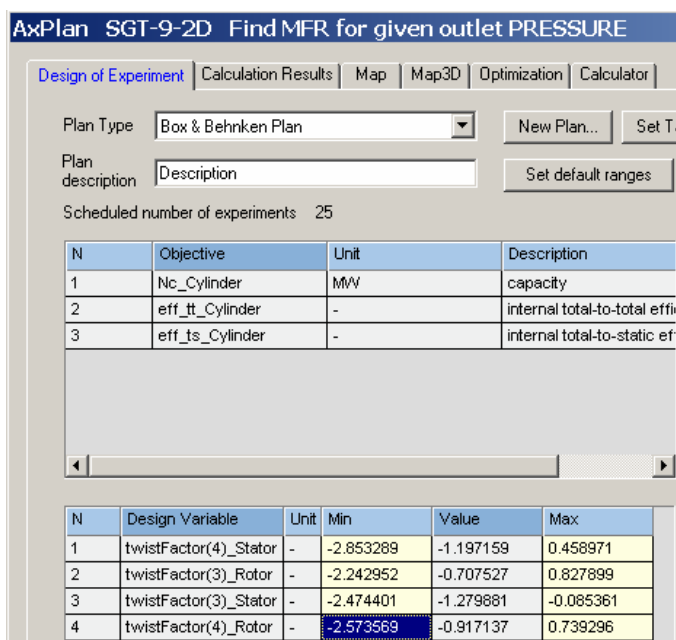 AxPlan SGT-9-2D Find MFR for given outlet PRESSURE
Design of Experiment Calculation Results Map Map3D Optimization Calculator
Plan Type Box & Behnken Plan New Plan... Set
Plan description Description Set default ranges
Scheduled number of experiments 25
N Objective Unit Description
1 Nc_Cylinder MW capacity
2 eff_tt_Cylinder - internal total-to-total
3 eff_ts_Cylinder - internal total-to-static
N Design Variable Unit Min Value Max
1 twistFactor(4)_Stator - -2.853289 -1.197159 0.458971
2 twistFactor(3)_Rotor - -2.242952 -0.707527 0.827899
3 twistFactor(3)_Stator - -2.474401 -1.279881 -0.085361
4 twistFactor(4)_Rotor - -2.573569 -0.917137 0.739296